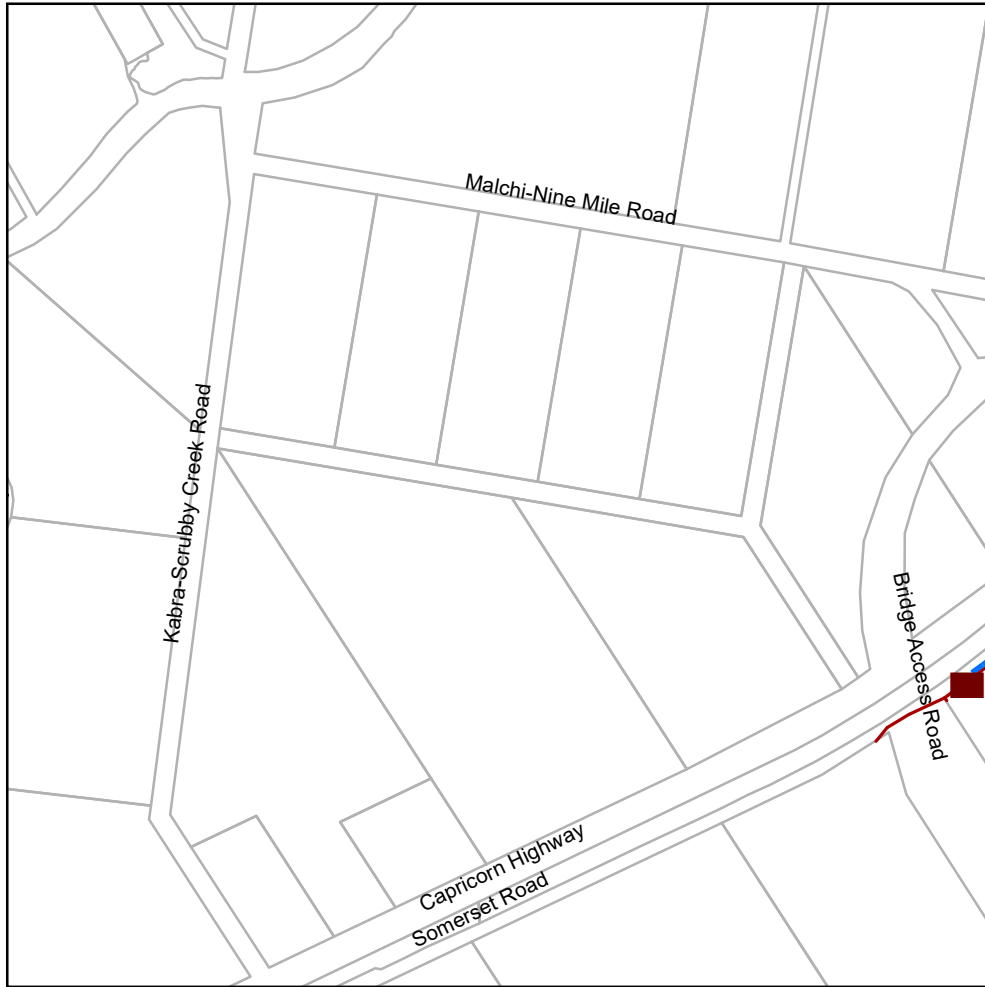 Malchi-Nine Mile Road
Kabra-Scrubby Creek Road
Bridge Access Road
Capricorn Highway
Somerset Road